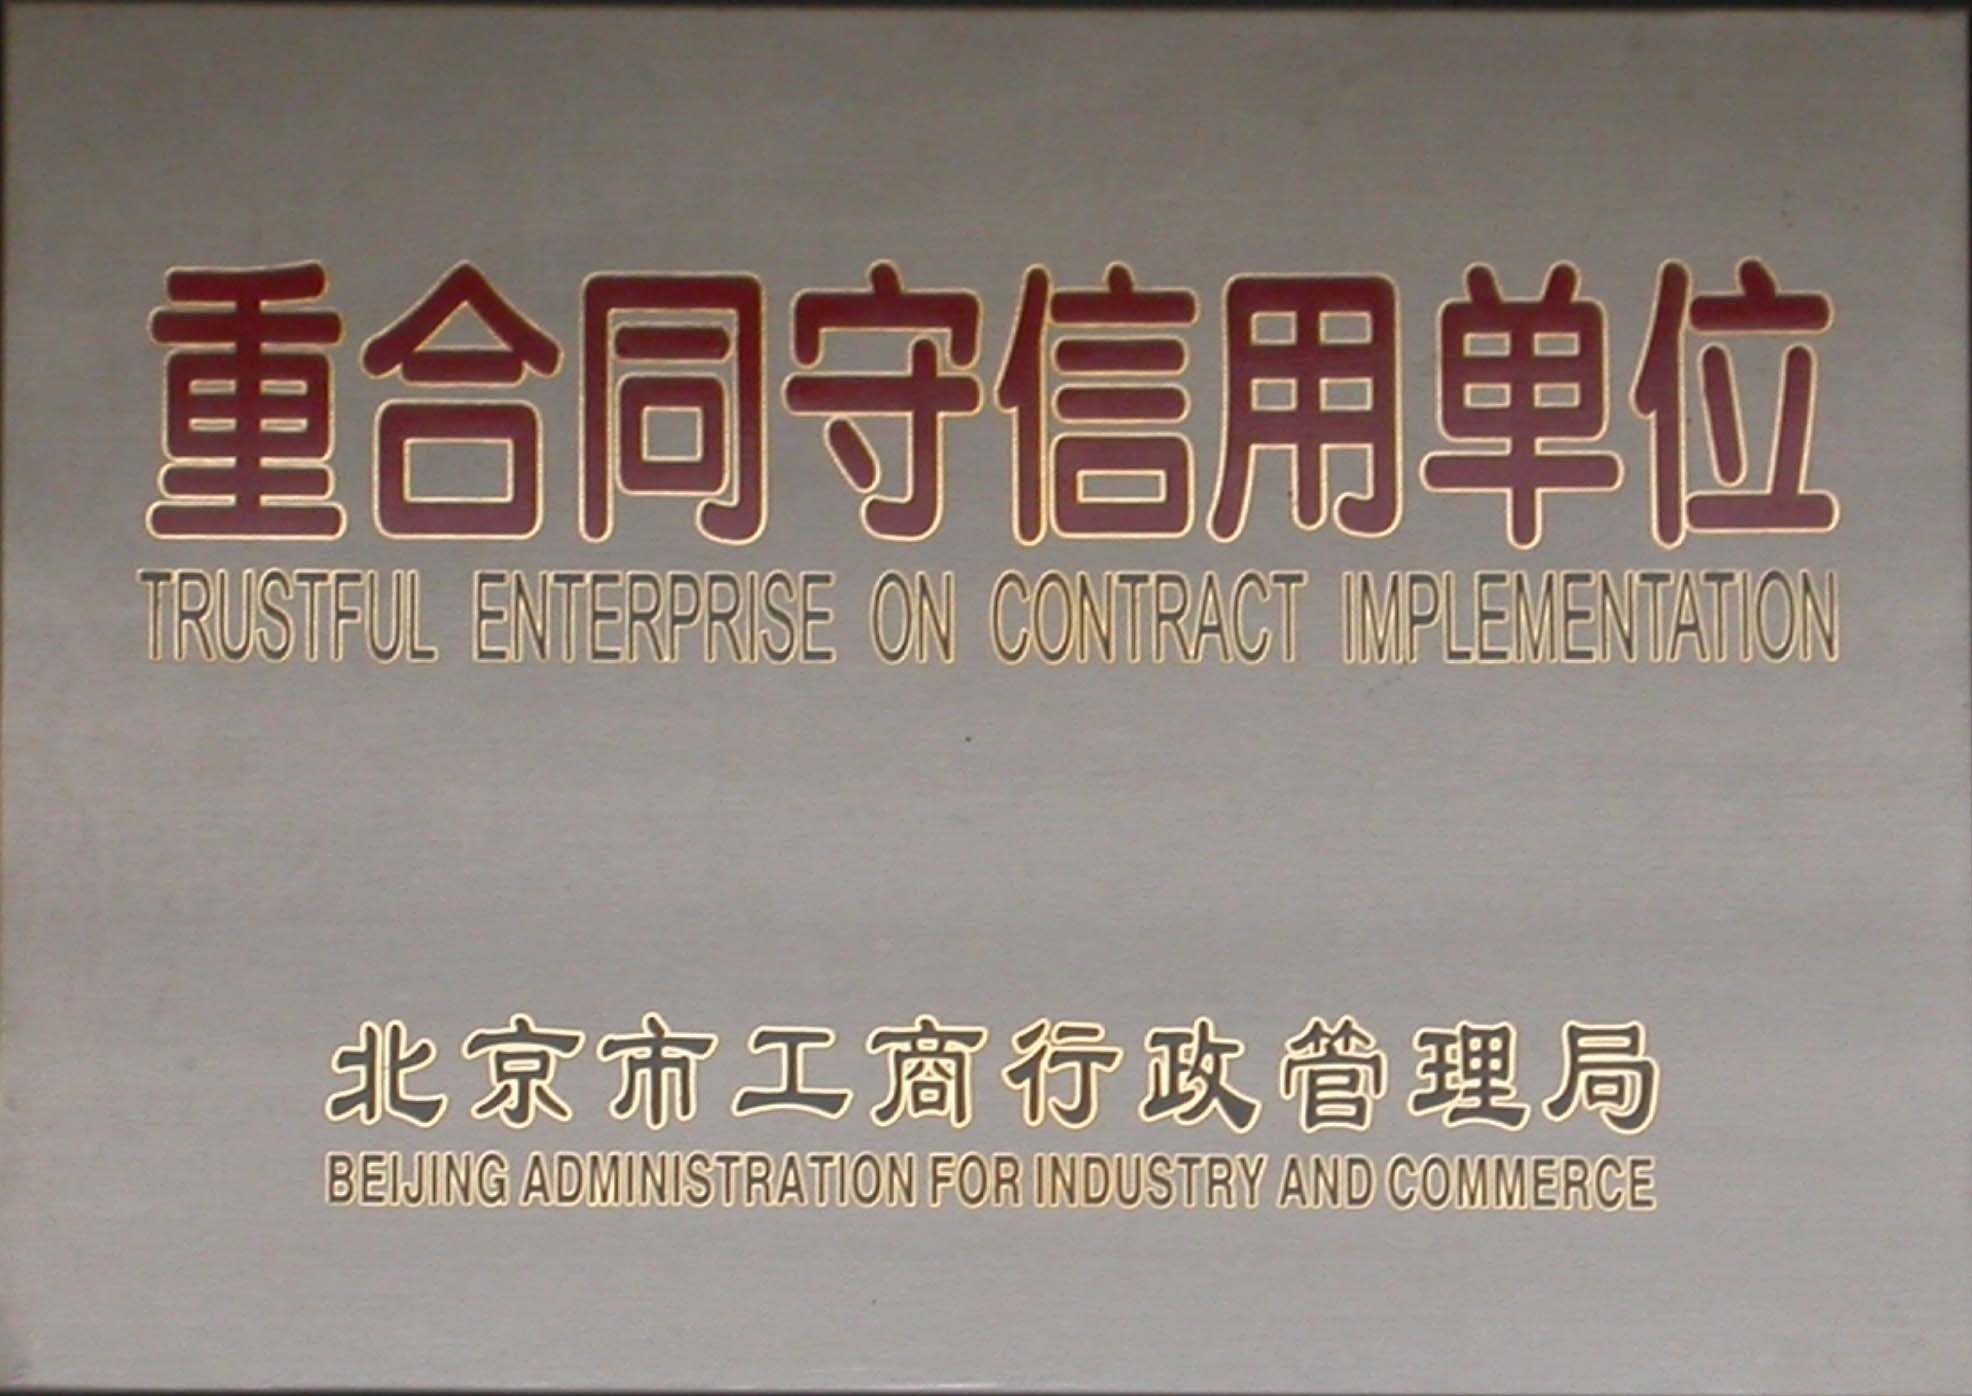 重合同守信用单位
TRUSTFUL ENTERPRISE ON CONTRACT IMPLEMENTATION
北京市工商行政管理局
BEIJING ADMINISTRATION FOR INDUSTRY AND COMMERCE